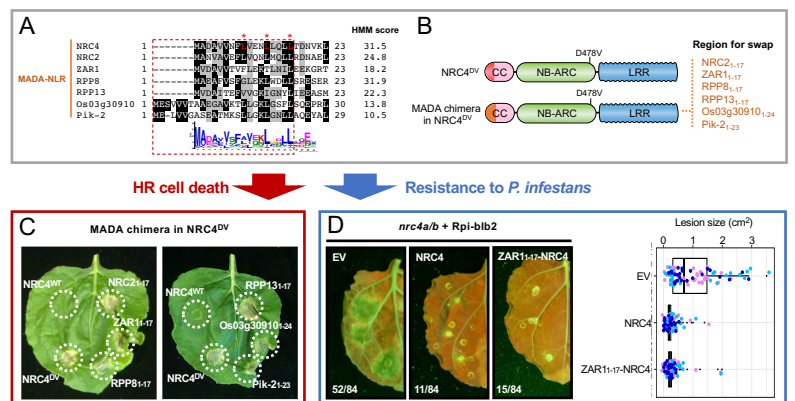 A
HMM score
MADA-NLR
NRC4 1 ------MADAVVNFLVENLLQLLTDNVKL 23 31.5
NRC2 1 ------MANVAVEFLVQNLMQLLRDNAEL 23 24.8
ZAR1 1 ------MVDAVVTVFLEKTLNILEEKGRT 23 18.2
RPP8 1
RPP13 1
Os03g30910 1
Pik-2 1
23 31.9
23 22.3
30 13.8
29 10.5
B
D478V
Region for swap
NRC4DV
CC
NB-ARC
LRR
D478V
MADA chimera
in NRC4DV
CC
NB-ARC
LRR
NRC21-17
ZAR11-17
RPP81-17
RPP131-17
Os03g309101-24
Pik-21-23
HR cell death
Resistance to P. infestans
C
MADA chimera in NRC4DV
NRC4WT
NRC21-17
ZAR11-17
NRC4DV
RPP81-17
NRC4WT
RPP131-17
Os03g309101-24
NRC4DV
Pik-21-23
D
nrc4a/b + Rpi-blb2
EV
NRC4
ZAR11-17-NRC4
52/84
11/84
15/84
Lesion size (cm2)
0 1 2 3
EV
NRC4
ZAR11-17-NRC4